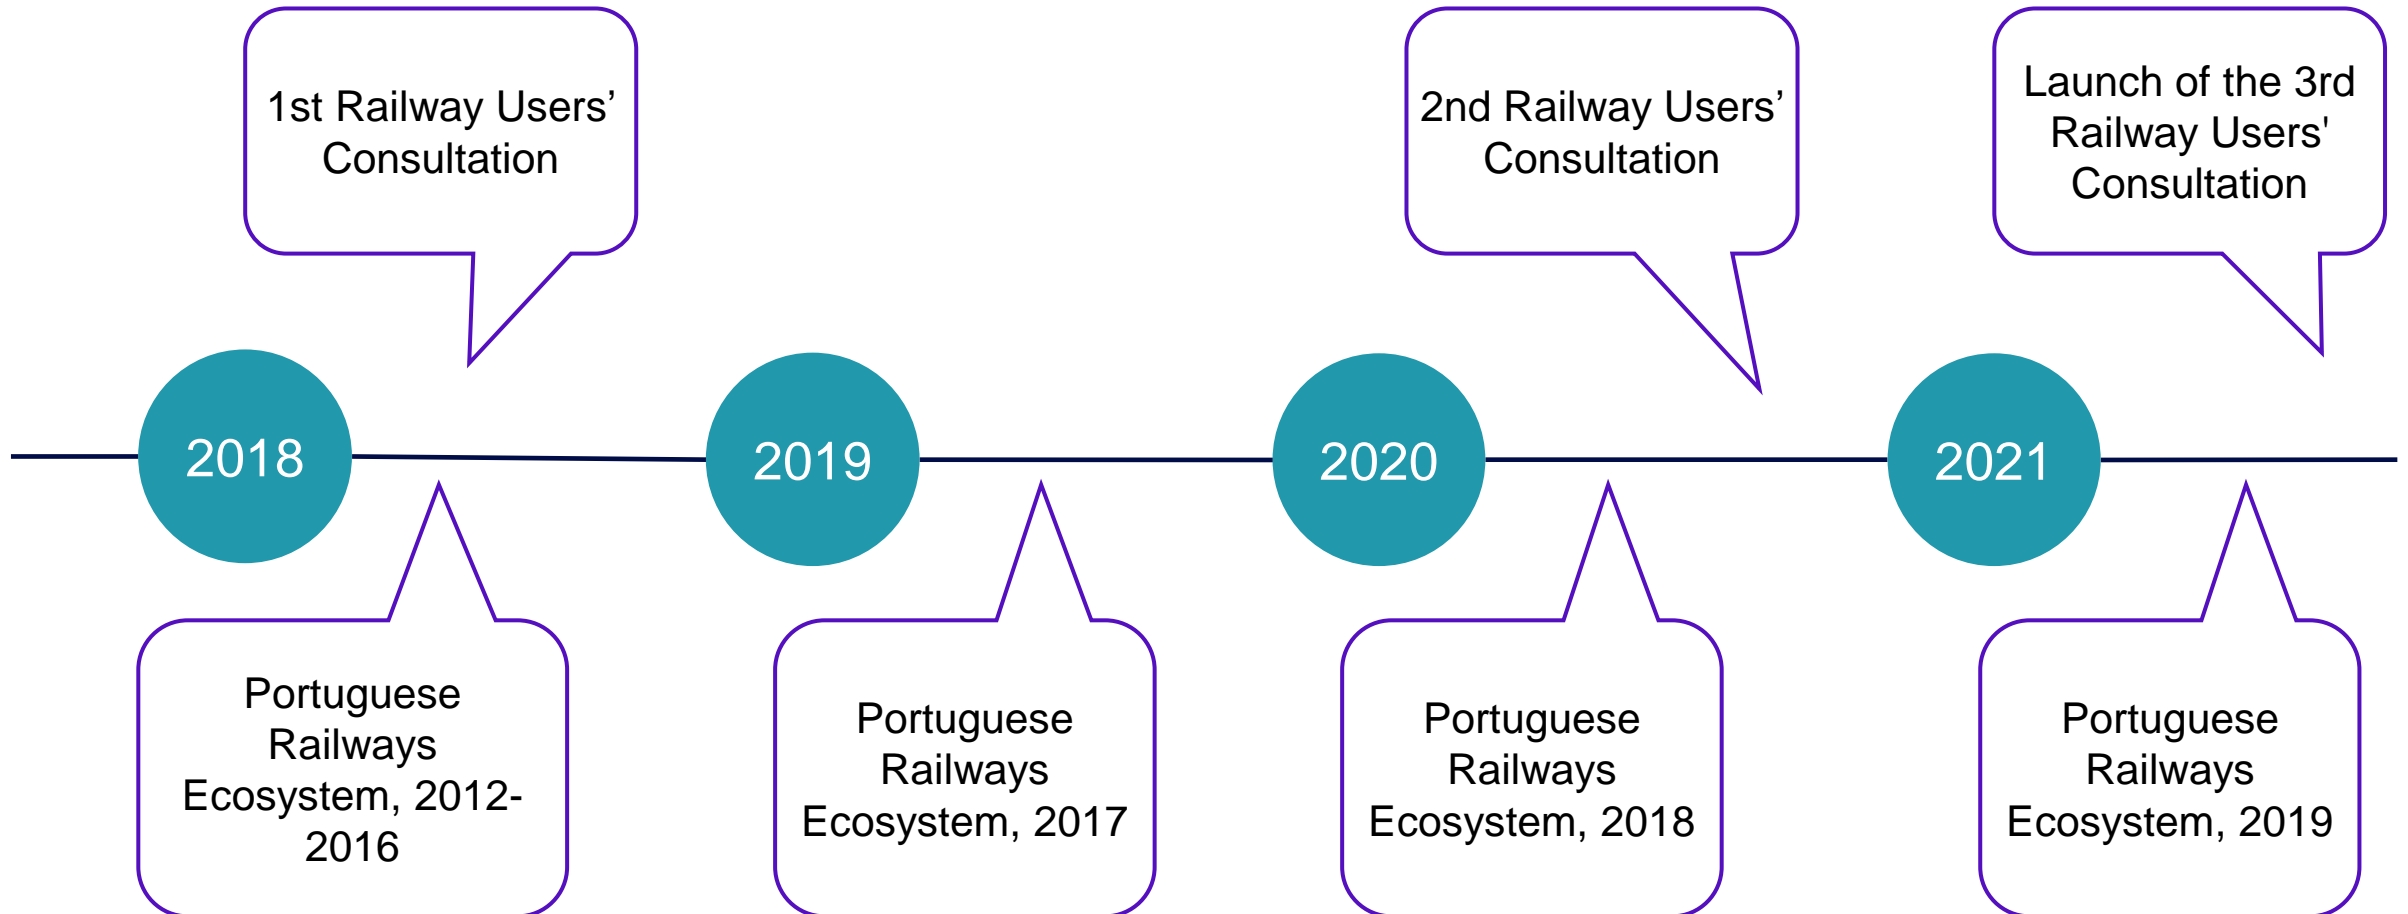 1st Railway Users’
Consultation
2nd Railway Users’
Consultation
Launch of the 3rd
Railway Users'
Consultation
2018
2019
2020
2021
Portuguese
Railways
Ecosystem, 2012-
2016
Portuguese
Railways
Ecosystem, 2017
Portuguese
Railways
Ecosystem, 2018
Portuguese
Railways
Ecosystem, 2019